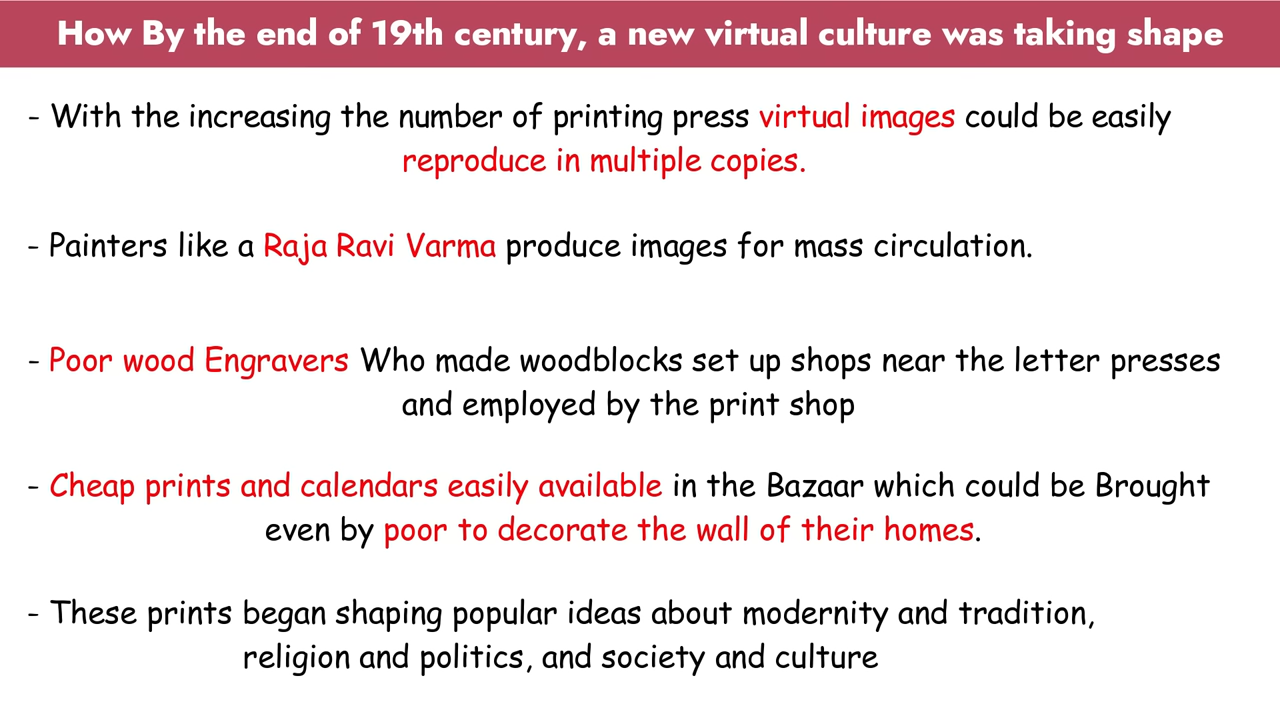 How By the end of 19th century, a new virtual culture was taking shape
- With the increasing the number of printing press virtual images could be easily
reproduce in multiple copies.
- Painters like a Raja Ravi Varma produce images for mass circulation.
- Poor wood Engravers Who made woodblocks set up shops near the letter presses
and employed by the print shop
- Cheap prints and calendars easily available in the Bazaar which could be Brought
even by poor to decorate the wall of their homes.
- These prints began shaping popular ideas about modernity and tradition,
religion and politics, and society and culture